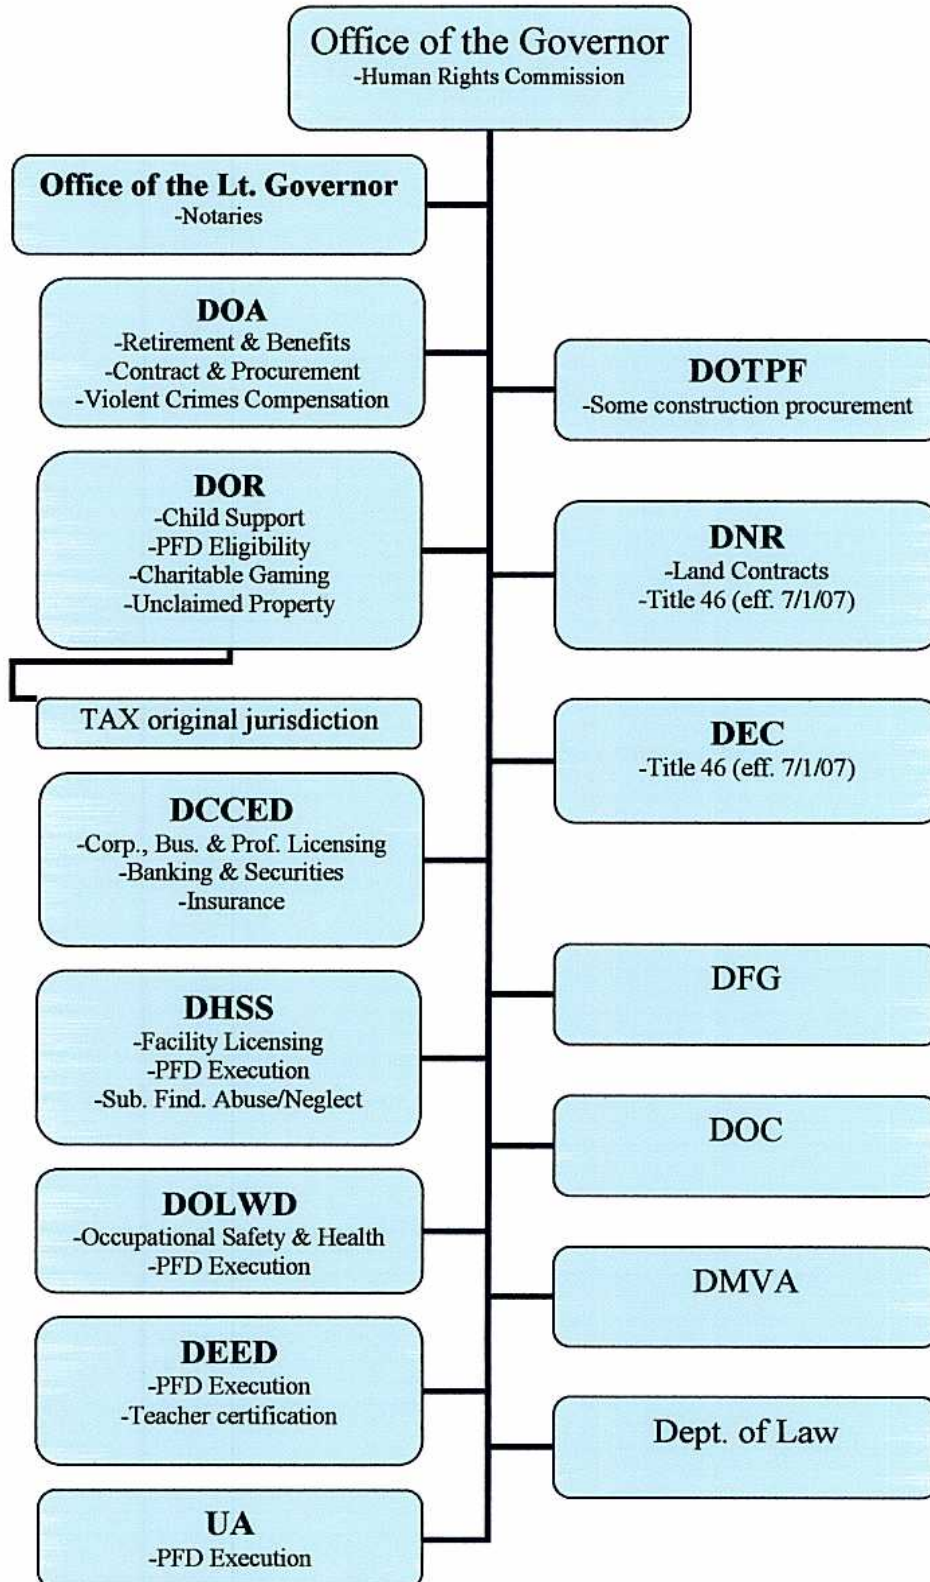 Office of the Governor
-Human Rights Commission
Office of the Lt. Governor
-Notaries
DOA
-Retirement & Benefits
-Contract & Procurement
-Violent Crimes Compensation
DOR
-Child Support
-PFD Eligibility
-Charitable Gaming
-Unclaimed Property
TAX original jurisdiction
DCCED
-Corp., Bus. & Prof. Licensing
-Banking & Securities
-Insurance
DHSS
-Facility Licensing
-PFD Execution
-Sub. Find. Abuse/Neglect
DOLWD
-Occupational Safety & Health
-PFD Execution
DEED
-PFD Execution
-Teacher certification
UA
-PFD Execution
DOTPF
-Some construction procurement
DNR
-Land Contracts
-Title 46 (eff. 7/1/07)
DEC
-Title 46 (eff. 7/1/07)
DFG
DOC
DMVA
Dept. of Law